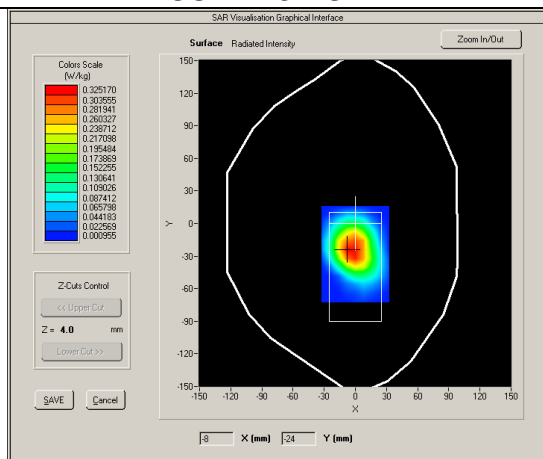 SAR Visualisation Graphical Interface
Surface Radiated Intensity
Zoom In/Out
Colors Scale
(W/kg)
0.325170
0.303555
0.281941
0.260327
0.238712
0.217098
0.195484
0.173869
0.152255
0.130641
0.109026
0.087412
0.065798
0.044183
0.022569
0.000955
Z-Cuts Control
<< Upper Cut
Z = 4.0 mm
Lower Cut >>
SAVE Cancel
Y
150-
120-
90-
60-
30-
0-
-30-
-60-
-90-
-120-
-150-
-150 -120 -90 -60 -30 0 30 60 90 120 150
X
-8 X (mm) -24 Y (mm)